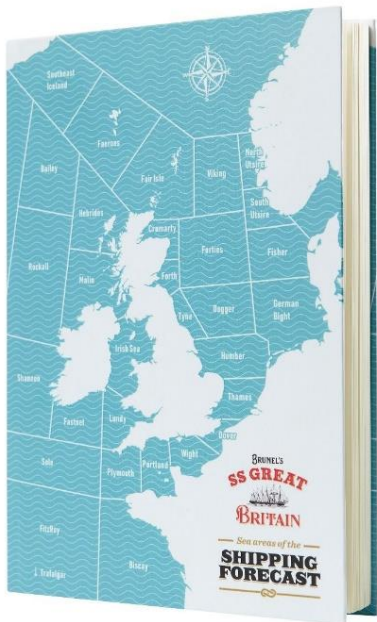 Southeast
Iceland
Faeroes
Bailey
Fair Isle
Viking
North
Utsire
South
Utsire
Hebrides
Cromarty
Forties
Fisher
Rockall
Malin
Forth
Tyne
Dogger
German
Bight
Irish Sea
Humber
Shannon
Thames
Fastnet
Lundy
Dover
Sole
Plymouth
Portland
Wight
FitzRoy
Biscay
J. Trafalgar
BRUNEL'S
SS GREAT
BRITAIN
Sea areas of the
SHIPPING
FORECAST